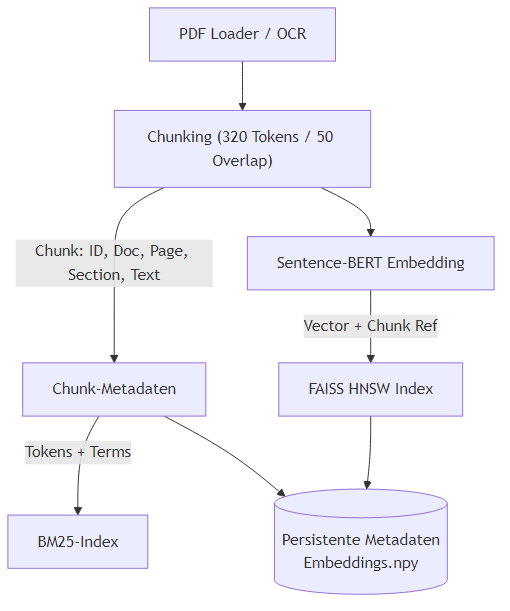 PDF Loader / OCR
Chunking (320 Tokens / 50
Overlap)
Chunk: ID, Doc, Page,
Section, Text
Sentence-BERT Embedding
Vector + Chunk Ref
Chunk-Metadaten
FAISS HNSW Index
Tokens + Terms
BM25-Index
Persistente Metadaten
Embeddings.npy